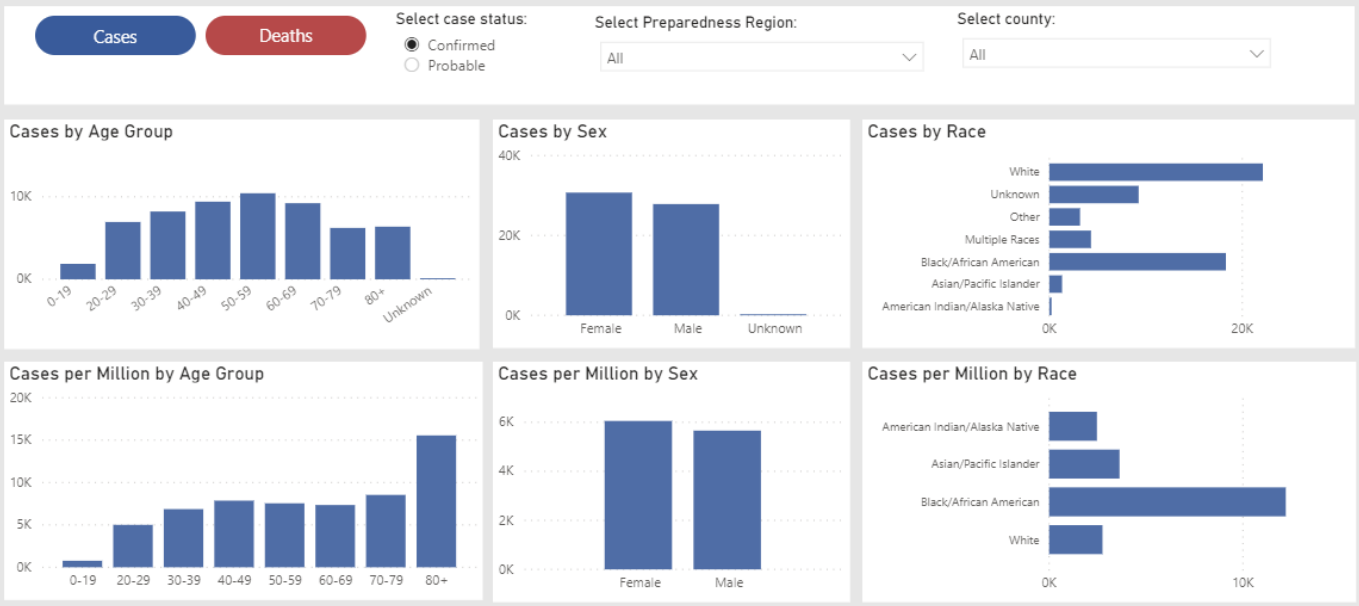 Cases
Deaths
Select case status:
Confirmed
Probable
Select Preparedness Region:
All
Select county:
All
Cases by Age Group
10K
0K
0-19
20-29
30-39
40-49
50-59
60-69
70-79
80+
Unknown
Cases by Sex
40K
20K
0K
Female
Male
Unknown
Cases by Race
White
Unknown
Other
Multiple Races
Black/African American
Asian/Pacific Islander
American Indian/Alaska Native
0K
20K
Cases per Million by Age Group
20K
15K
10K
5K
0K
0-19
20-29
30-39
40-49
50-59
60-69
70-79
80+
Cases per Million by Sex
6K
4K
2K
0K
Female
Male
Cases per Million by Race
American Indian/Alaska Native
Asian/Pacific Islander
Black/African American
White
0K
10K